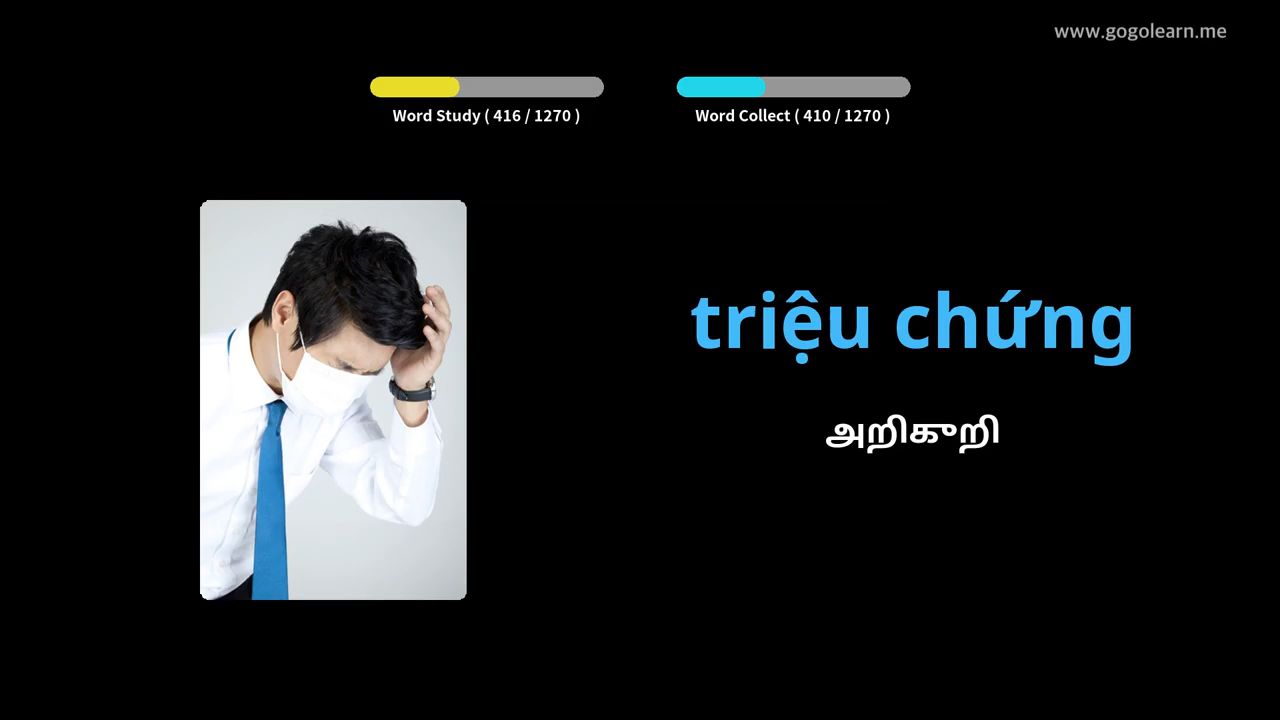 www.gogolearn.me
Word Study ( 416 / 1270 )
Word Collect ( 410 / 1270 )
triệu chứng
அறிகுறி